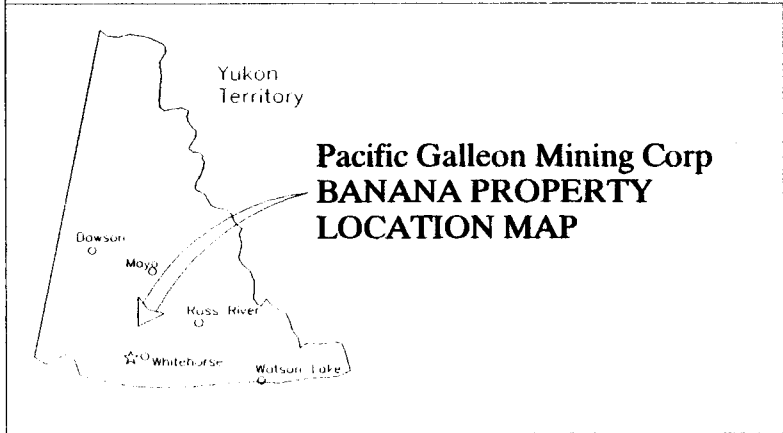 Yukon
Territory
Pacific Galleon Mining Corp
BANANA PROPERTY
LOCATION MAP
Dawson
Mayo
Ross River
Whitehorse
Watson Lake